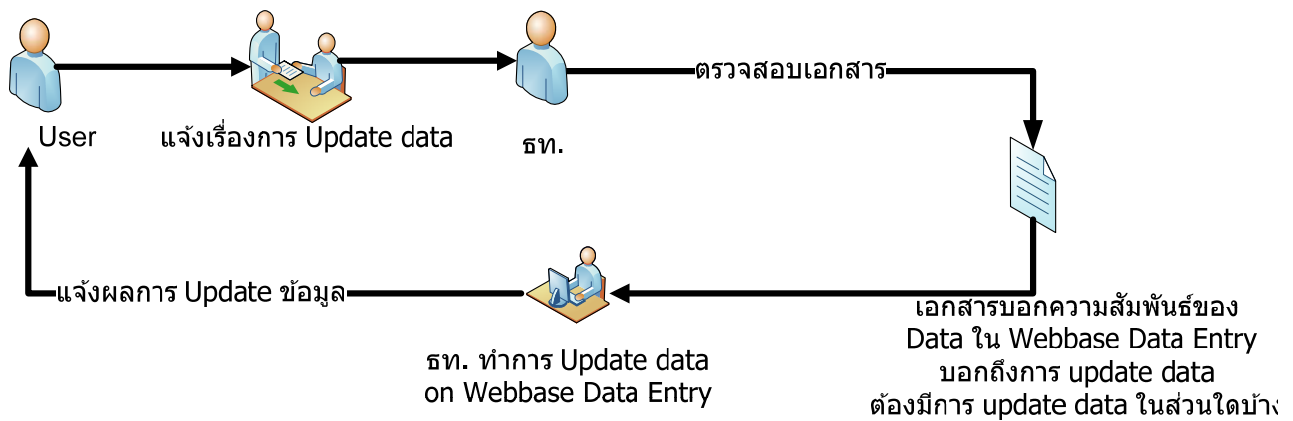 User
แจ้งเรื่องการ Update data
ธท.
ตรวจสอบเอกสาร
เอกสารบอกความสัมพันธ์ของ
Data ใน Webbase Data Entry
บอกถึงการ update data
ต้องมีการ update data ในส่วนใดบ้าง
ธท. ทำการ Update data
on Webbase Data Entry
แจ้งผลการ Update ข้อมูล